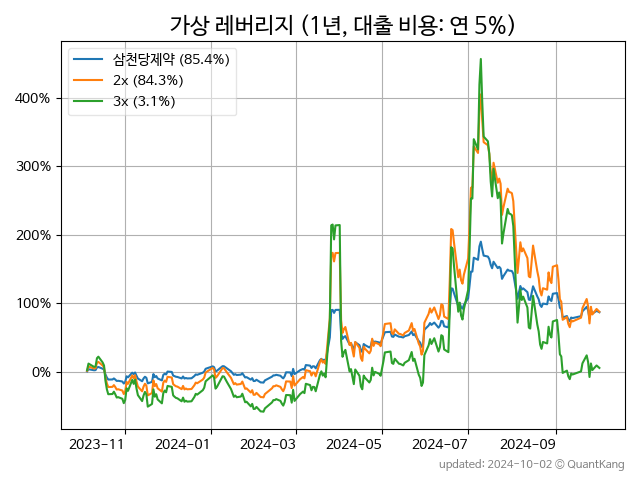 가상 레버리지 (1년, 대출 비용: 연 5%)
삼천당제약 (85.4%)
2x (84.3%)
3x (3.1%)
400%
300%
200%
100%
0%
2023-11
2024-01
2024-03
2024-05
2024-07
2024-09
updated: 2024-10-02 © QuantKang